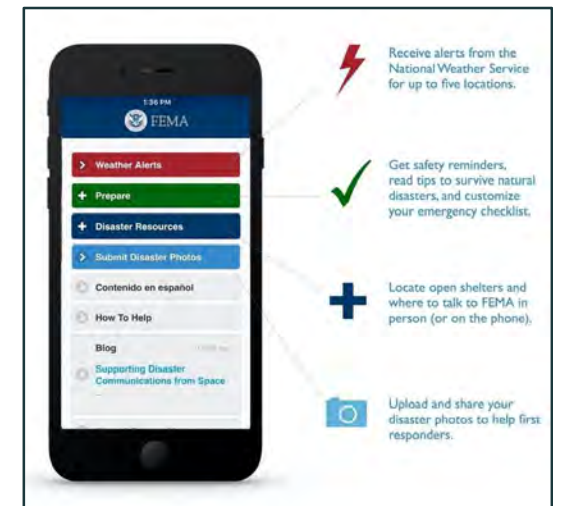 1:36 PM
FEMA
Weather Alerts
Prepare
Disaster Resources
Submit Disaster Photos
Contenido en español
How To Help
Blog
Supporting Disaster
Communications from Space
Receive alerts from the
National Weather Service
for up to five locations.
Get safety reminders,
read tips to survive natural
disasters, and customize
your emergency checklist.
Locate open shelters and
where to talk to FEMA in
person (or on the phone).
Upload and share your
disaster photos to help first
responders.